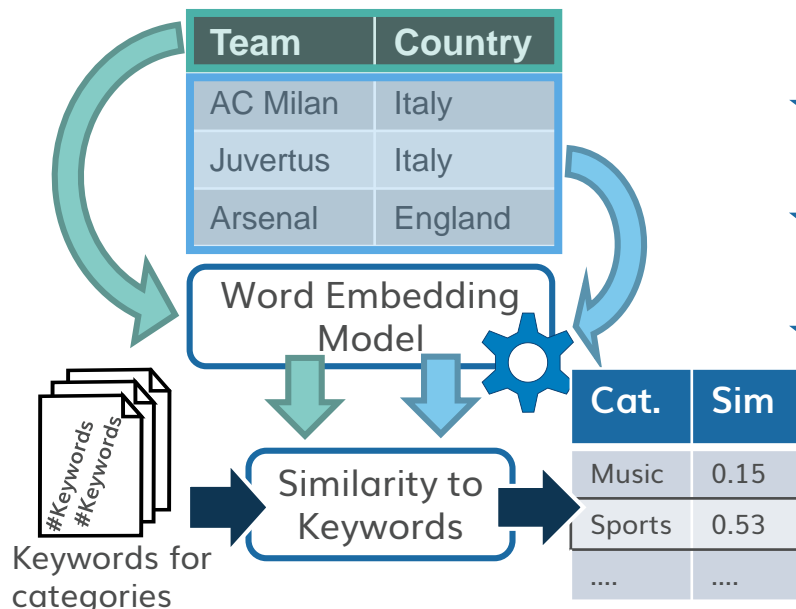 Team Country
AC Milan Italy
Juvertus Italy
Arsenal England
Word Embedding
Model
#Keywords
#Keywords
Keywords for
categories
Similarity to
Keywords
Cat. Sim
Music 0.15
Sports 0.53
.... ....